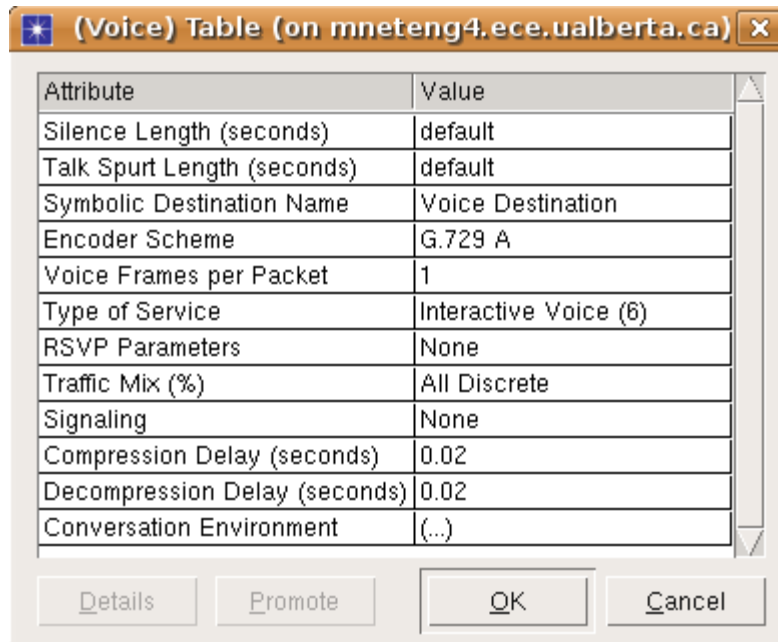 (Voice) Table (on mneteng4.ece.ualberta.ca)
Attribute Value
Silence Length (seconds) default
Talk Spurt Length (seconds) default
Symbolic Destination Name Voice Destination
Encoder Scheme G.729 A
Voice Frames per Packet 1
Type of Service Interactive Voice (6)
RSVP Parameters None
Traffic Mix (%) All Discrete
Signaling None
Compression Delay (seconds) 0.02
Decompression Delay (seconds) 0.02
Conversation Environment (...)
Details Promote OK Cancel